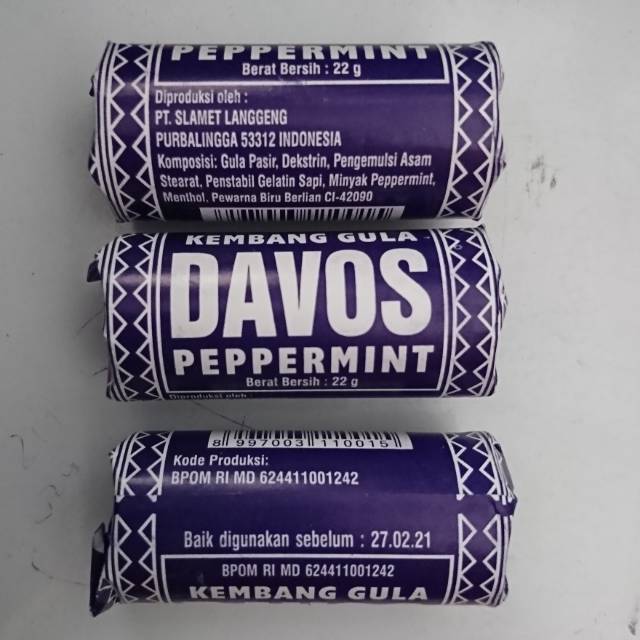 PEPPERMINT
Berat Bersih : 22 g
Diproduksi oleh :
PT. SLAMET LANGGENG
PURBALINGGA 53312 INDONESIA
Komposisi: Gula Pasir, Dekstrin, Pengemulsi Asam
Stearat, Penstabil Gelatin Sapi, Minyak Peppermint,
Menthol, Pewarna Biru Berlian CI-42090
KEMBANG GULA
DAVOS
PEPPERMINT
Berat Bersih : 22 g
Diproduksi oleh :
8 997003 110015
Kode Produksi:
BPOM RI MD 624411001242
Baik digunakan sebelum : 27.02.21
BPOM RI MD 624411001242
KEMBANG GULA